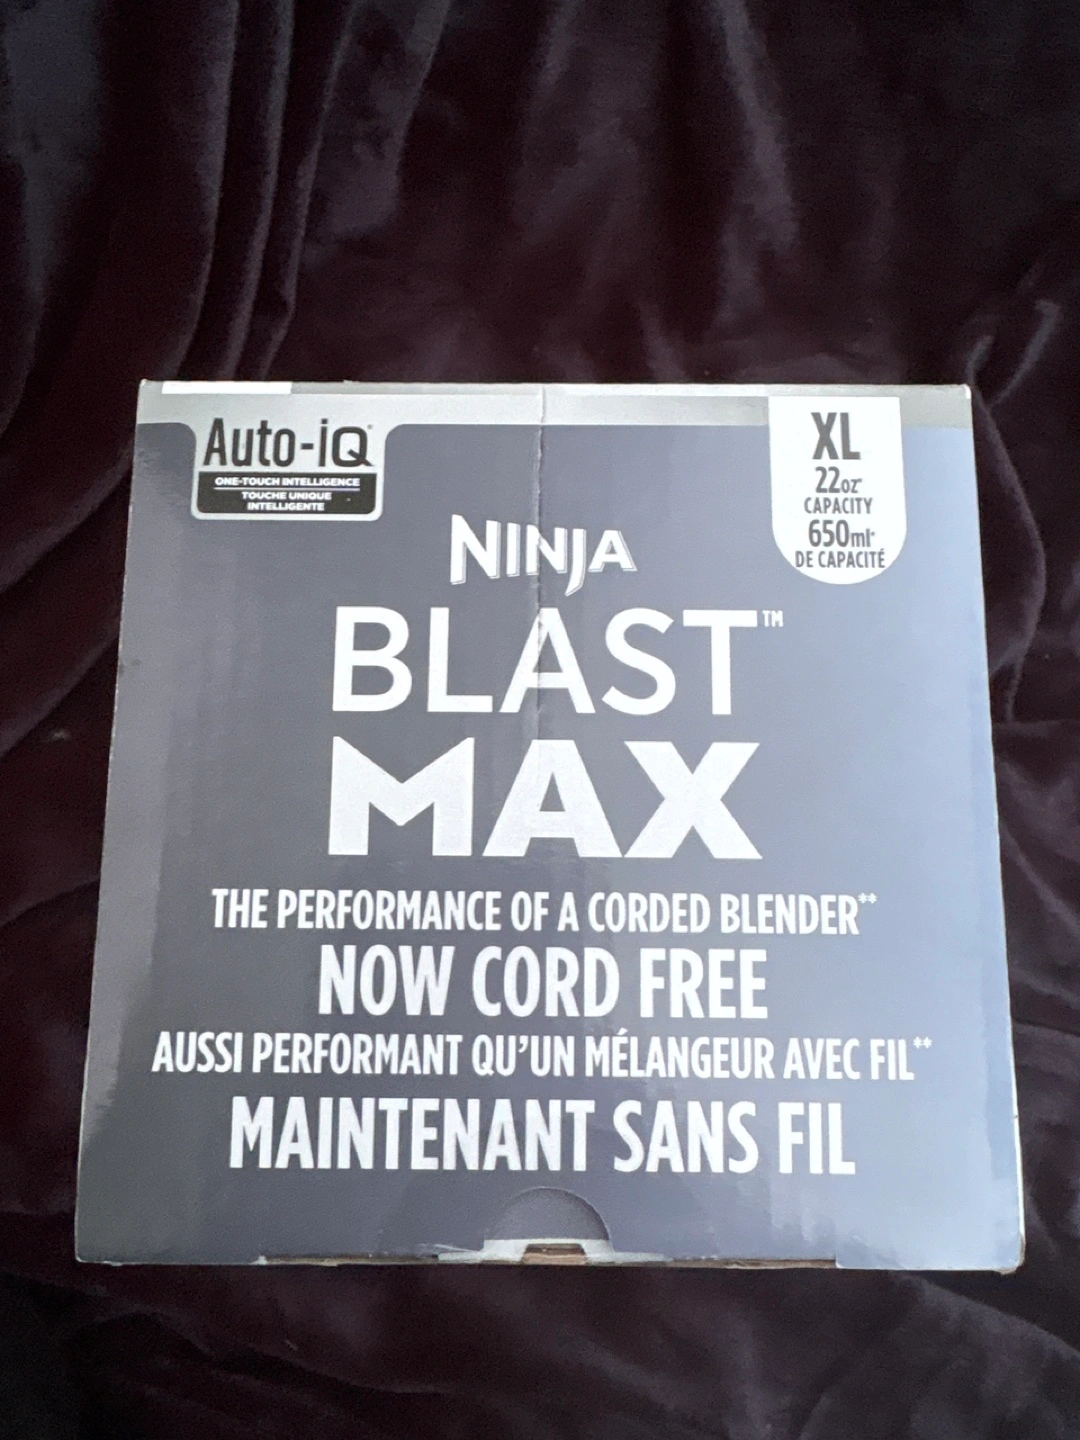 Auto-iQ®
ONE-TOUCH INTELLIGENCE
TOUCHE UNIQUE
INTELLIGENTE
XL
22oz*
CAPACITY
650ml*
DE CAPACITÉ
NINJA
BLAST™
MAX
THE PERFORMANCE OF A CORDED BLENDER**
NOW CORD FREE
AUSSI PERFORMANT QU'UN MÉLANGEUR AVEC FIL**
MAINTENANT SANS FIL